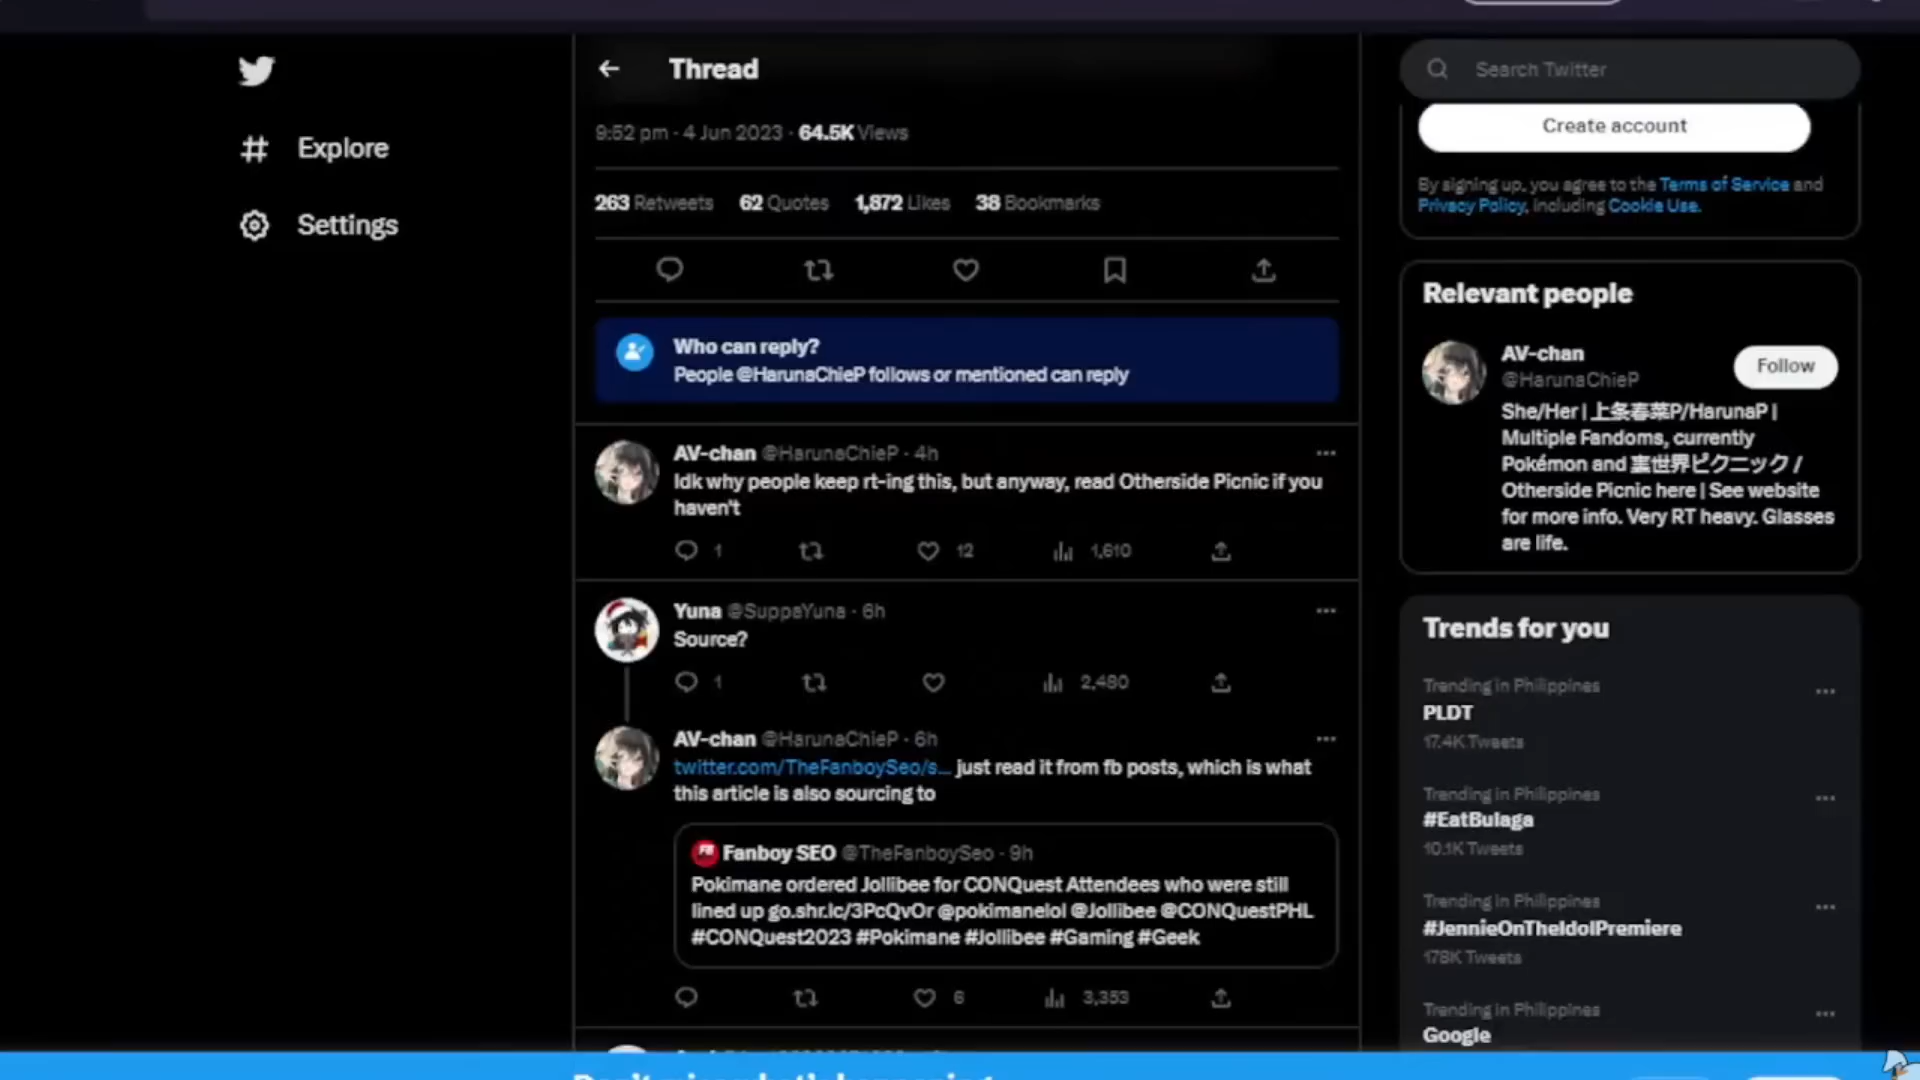 Thread
Search Twitter
Create account
9:52 pm · 4 Jun 2023 · 64.5K Views
Explore
By signing up, you agree to the Terms of Service and
Privacy Policy, including Cookie Use.
263 Retweets 62 Quotes 1,872 Likes 38 Bookmarks
Settings
Relevant people
Who can reply?
People @HarunaChieP follows or mentioned can reply
AV-chan
@HarunaChieP
Follow
She/Her | 上条春菜P/HarunaP |
Multiple Fandoms, currently
Pokémon and 裏世界ピクニック /
Otherside Picnic here | See website
for more info. Very RT heavy. Glasses
are life.
AV-chan @HarunaChieP · 4h
Idk why people keep rt-ing this, but anyway, read Otherside Picnic if you
haven't
1 12 1,610
Yuna @SuppaYuna · 6h
Source?
1 2,480
AV-chan @HarunaChieP · 6h
twitter.com/TheFanboySeo/s... just read it from fb posts, which is what
this article is also sourcing to
Fanboy SEO @TheFanboySeo · 9h
Pokimane ordered Jollibee for CONQuest Attendees who were still
lined up go.shr.lc/3PcQvOr @pokimanelol @Jollibee @CONQuestPHL
#CONQuest2023 #Pokimane #Jollibee #Gaming #Geek
6 3,353
Trends for you
Trending in Philippines
PLDT
17.4K Tweets
Trending in Philippines
#EatBulaga
10.1K Tweets
Trending in Philippines
#JennieOnTheIdolPremiere
178K Tweets
Trending in Philippines
Google